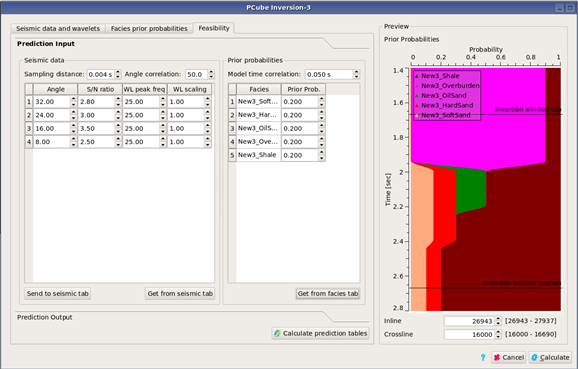 PCube Inversion-3
Seismic data and wavelets
Facies prior probabilities
Feasibility
Prediction Input
Seismic data
Sampling distance: 0.004 s Angle correlation: 50.0
Angle S/N ratio WL peak freq WL scaling
1 32.00 2.80 25.00 1.00
2 24.00 3.00 25.00 1.00
3 16.00 3.50 25.00 1.00
4 8.00 2.50 25.00 1.00
Send to seismic tab
Get from seismic tab
Prior probabilities
Model time correlation: 0.050 s
Facies Prior Prob.
1 New3_Soft... 0.200
2 New3_Har... 0.200
3 New3_OilS... 0.200
4 New3_Ove... 0.200
5 New3_Shale 0.200
Get from facies tab
Prediction Output
Calculate prediction tables
Preview
Prior Probabilities
Probability
0 0.2 0.4 0.6 0.8 1
1.4
1.6
1.8
2
2.2
2.4
2.6
2.8
Time [sec]
New3_Shale
New3_Overburden
New3_OilSand
New3_HardSand
New3_SoftSand
Inversion window top
Inversion window bottom
Inline 26943 [26943 - 27937]
Crossline 16000 [16000 - 16690]
? Cancel Calculate